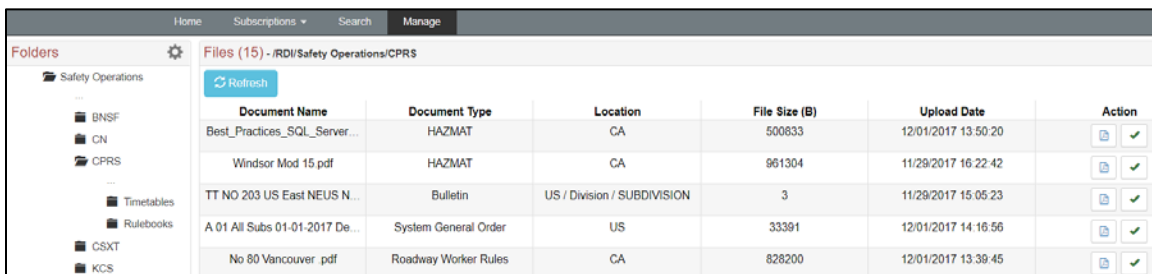 Home Subscriptions Search Manage
Folders
Safety Operations
...
BNSF
CN
CPRS
...
Timetables
Rulebooks
CSXT
KCS
Files (15) - /RDI/Safety Operations/CPRS
Refresh
Document Name Document Type Location File Size (B) Upload Date Action
Best_Practices_SQL_Server... HAZMAT CA 500833 12/01/2017 13:50:20
Windsor Mod 15.pdf HAZMAT CA 961304 11/29/2017 16:22:42
TT NO 203 US East NEUS N... Bulletin US / Division / SUBDIVISION 3 11/29/2017 15:05:23
A 01 All Subs 01-01-2017 De... System General Order US 33391 12/01/2017 14:16:56
No 80 Vancouver .pdf Roadway Worker Rules CA 828200 12/01/2017 13:39:45